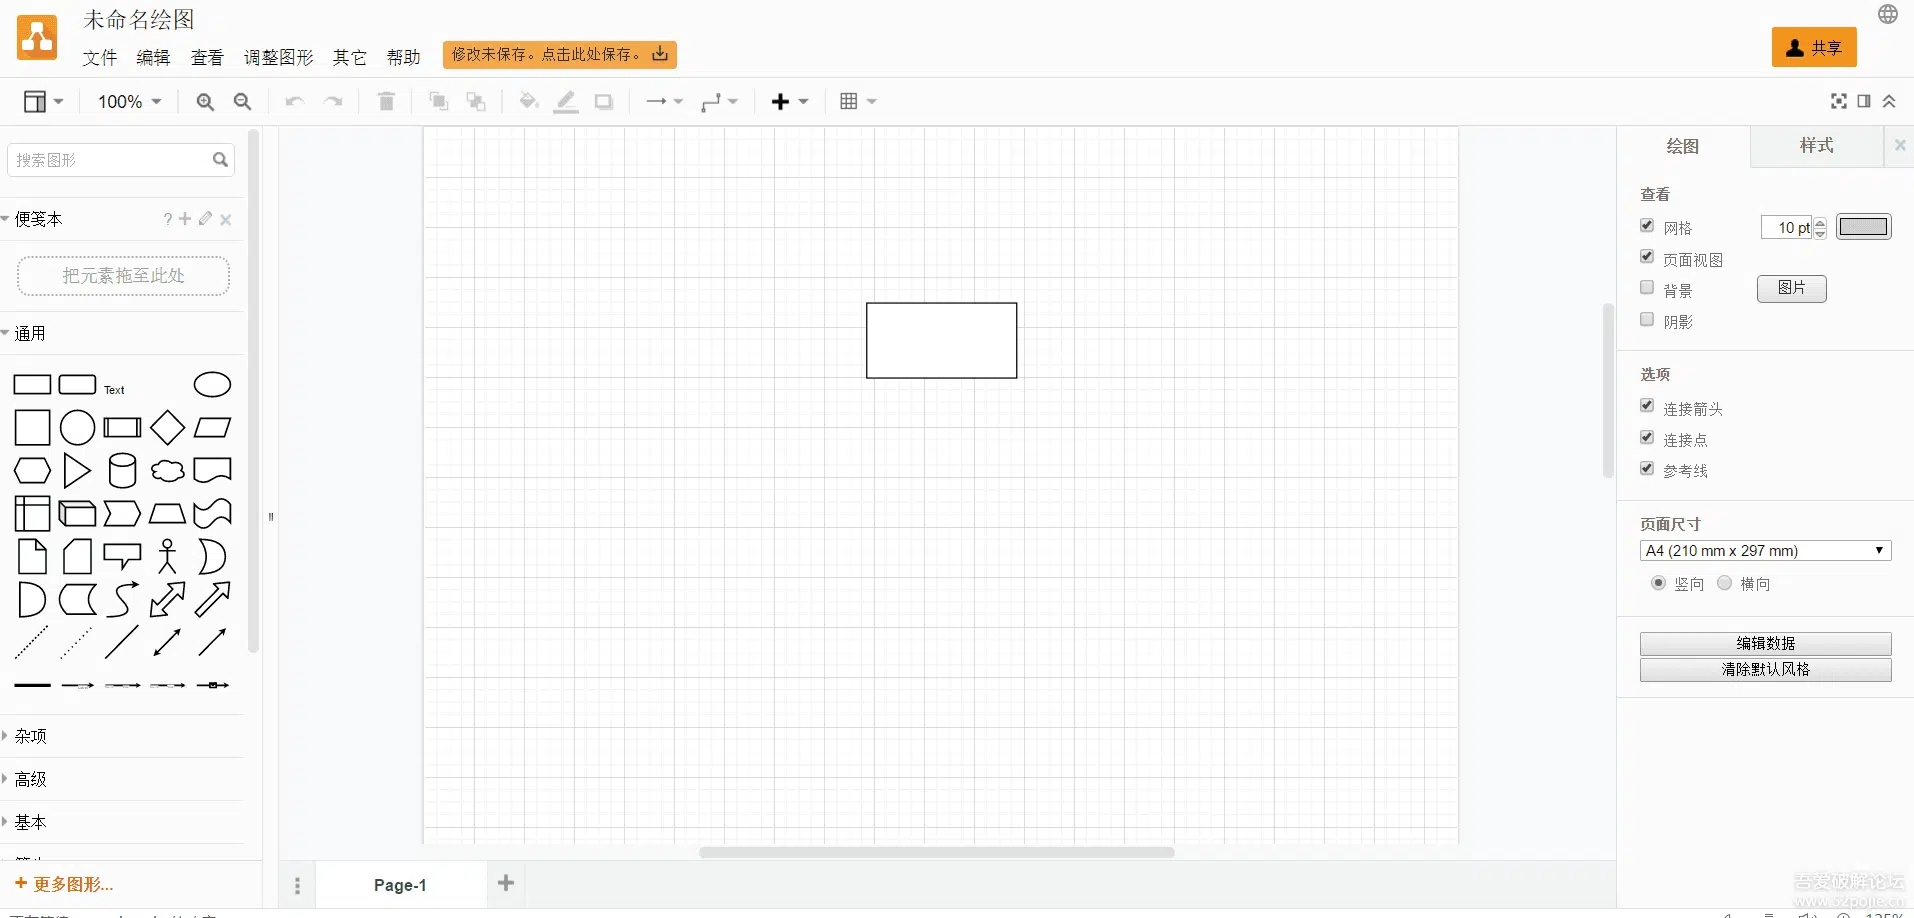 未命名绘图
文件 编辑 查看 调整图形 其它 帮助 修改未保存。点击此处保存。
共享
100%
搜索图形
便笺本 ?
把元素拖至此处
通用
Text
杂项
高级
基本
更多图形...
Page-1
绘图 样式
查看
网格 10 pt
页面视图
背景 图片
阴影
选项
连接箭头
连接点
参考线
页面尺寸
A4 (210 mm x 297 mm)
竖向 横向
编辑数据
清除默认风格
吾爱破解论坛
www.52pojie.cn